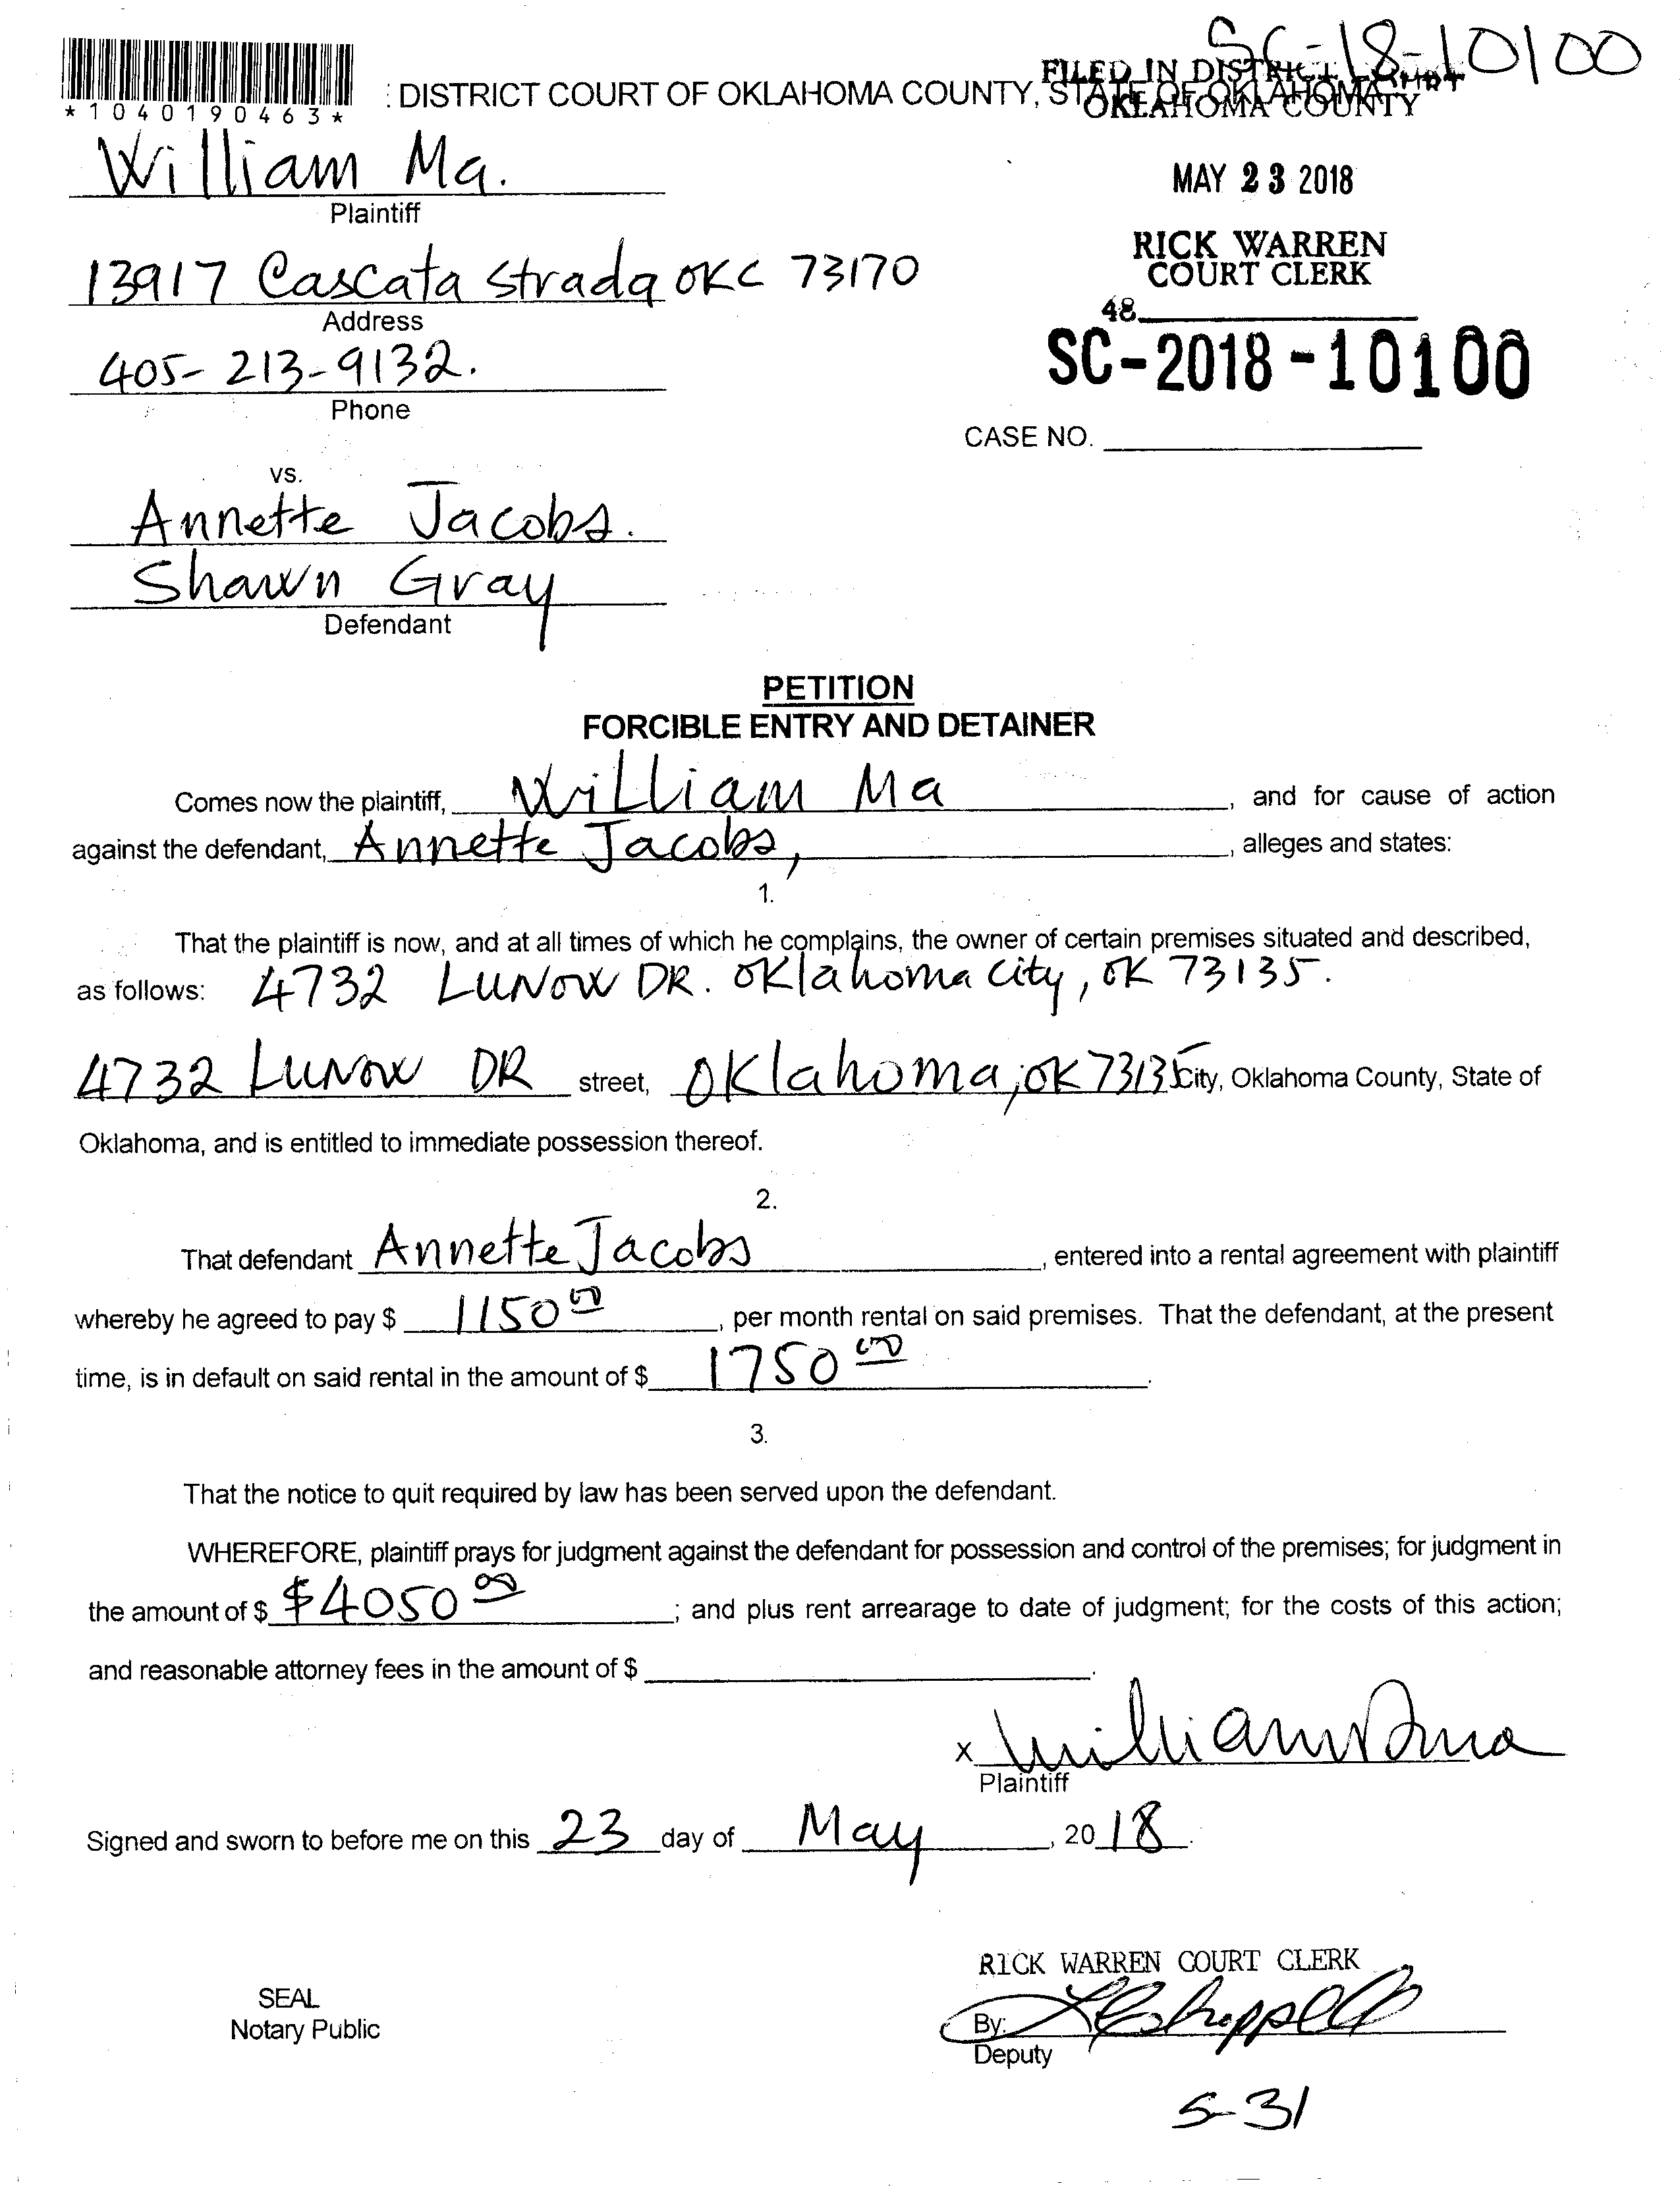 SC-18-10100
: DISTRICT COURT OF OKLAHOMA COUNTY, STATE OF OKLAHOMA
FILED IN DISTRICT COURT
OKLAHOMA COUNTY
*1040190463*
William Ma.
Plaintiff
MAY 23 2018
RICK WARREN
COURT CLERK
13917 Cascata Strada OKC 73170
Address
48
405-213-9132.
Phone
SC-2018-10100
CASE NO.
vs.
Annette Jacobs.
Shawn Gray
Defendant
PETITION
FORCIBLE ENTRY AND DETAINER
Comes now the plaintiff, William Ma, and for cause of action
against the defendant, Annette Jacobs, , alleges and states:
1.
That the plaintiff is now, and at all times of which he complains, the owner of certain premises situated and described,
as follows: 4732 LUNOW DR. Oklahoma City, OK 73135.
4732 LUNOW DR street, Oklahoma, OK 73135 City, Oklahoma County, State of
Oklahoma, and is entitled to immediate possession thereof.
2.
That defendant Annette Jacobs, entered into a rental agreement with plaintiff
whereby he agreed to pay $ 1150 00, per month rental on said premises. That the defendant, at the present
time, is in default on said rental in the amount of $ 1750 00.
3.
That the notice to quit required by law has been served upon the defendant.
WHEREFORE, plaintiff prays for judgment against the defendant for possession and control of the premises; for judgment in
the amount of $ $4050 00; and plus rent arrearage to date of judgment; for the costs of this action;
and reasonable attorney fees in the amount of $ .
x William Ma
Plaintiff
Signed and sworn to before me on this 23 day of May, 2018.
RICK WARREN COURT CLERK
SEAL
Notary Public
By:
Deputy
5-31